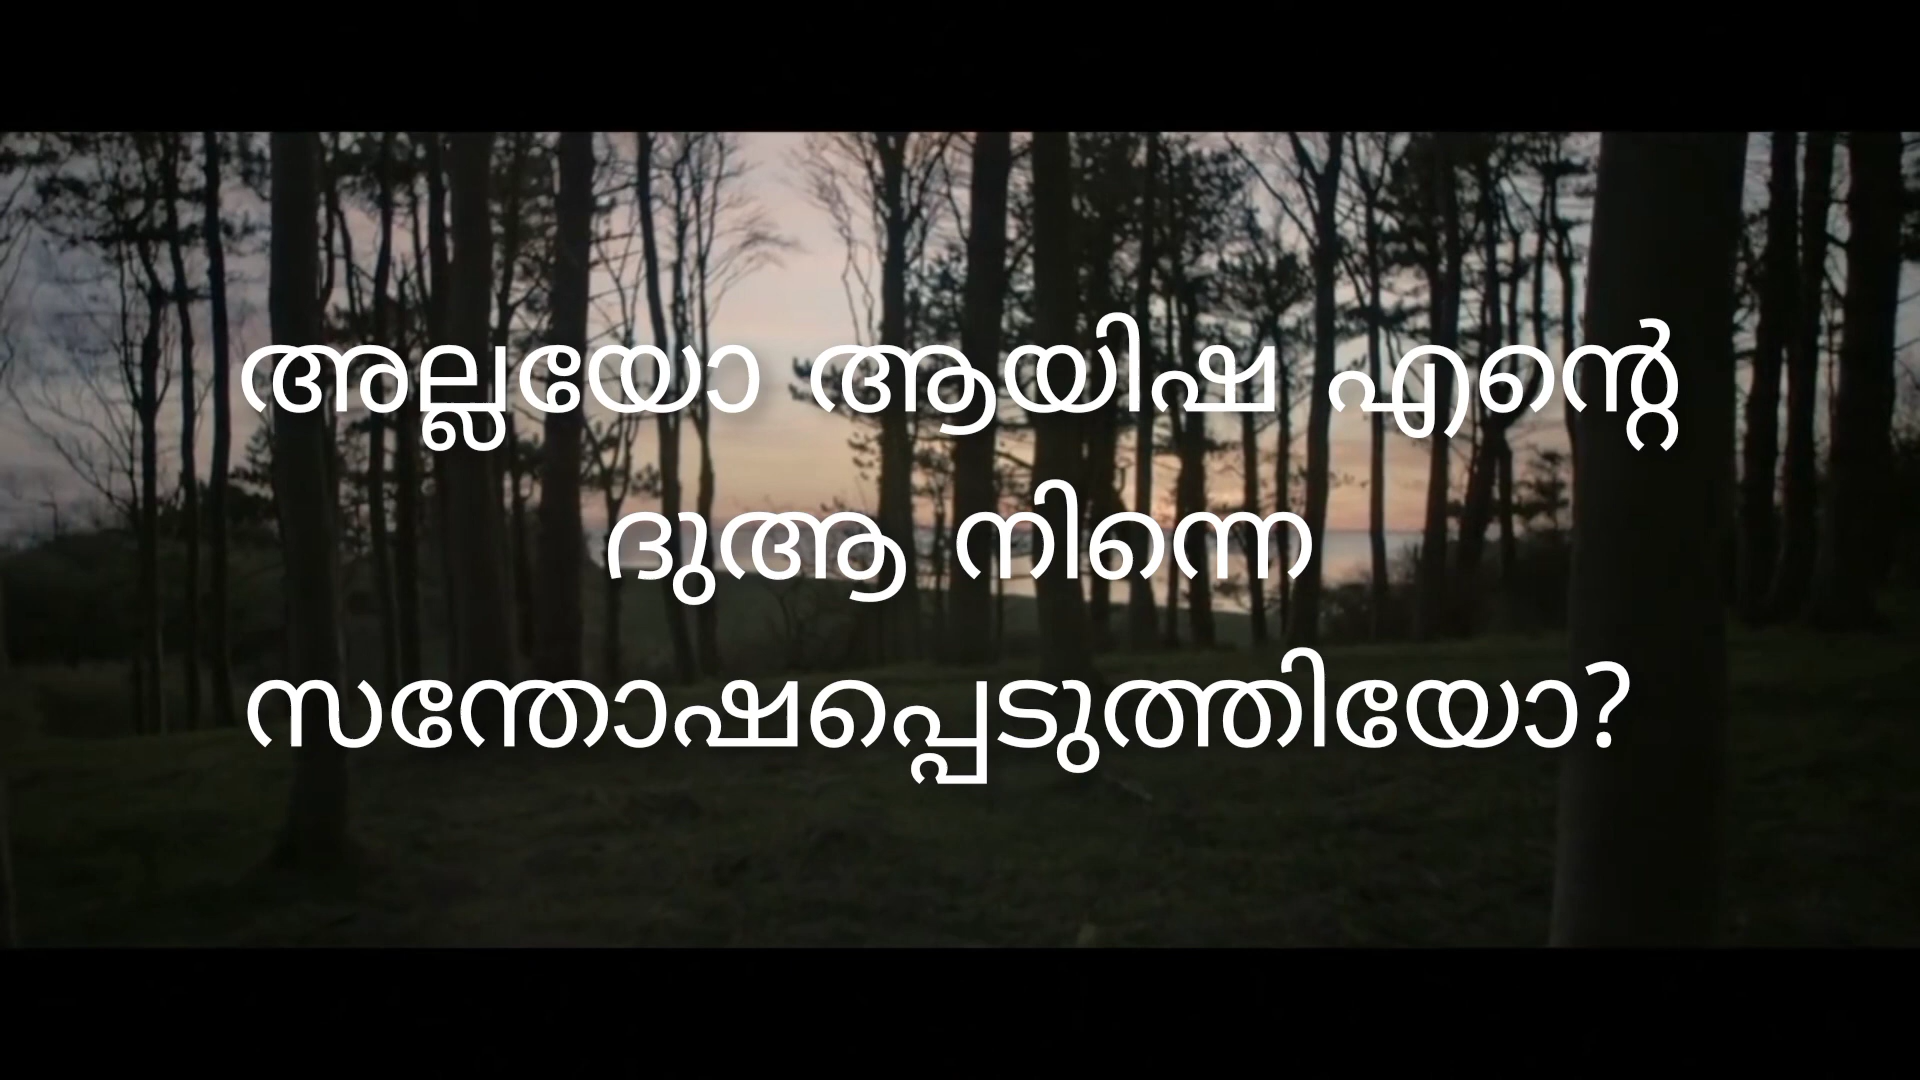 അല്ലയോ ആയിഷ എന്റെ
ദുആ നിന്നെ
സന്തോഷപ്പെടുത്തിയോ?